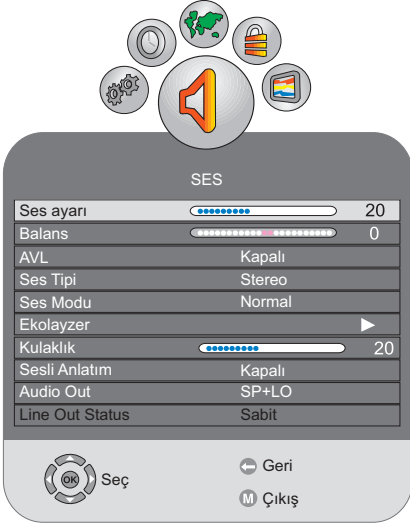 SES
Ses ayarı 20
Balans 0
AVL Kapalı
Ses Tipi Stereo
Ses Modu Normal
Ekolayzer
Kulaklık 20
Sesli Anlatım Kapalı
Audio Out SP+LO
Line Out Status Sabit
OK Seç
Geri
M Çıkış